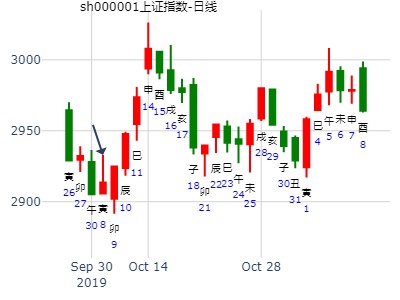 sh000001上证指数-日线
3000
2950
2900
寅
26
卯
27
午
30
寅
8
卯
9
辰
10
巳
11
申
14
酉
15
戌
16
亥
17
子
18
卯
21
辰
22
巳
23
午
24
未
25
戌
28
亥
29
子
30
丑
31
寅
1
巳
4
午
5
未
6
申
7
酉
8
Sep 30
2019
Oct 14
Oct 28